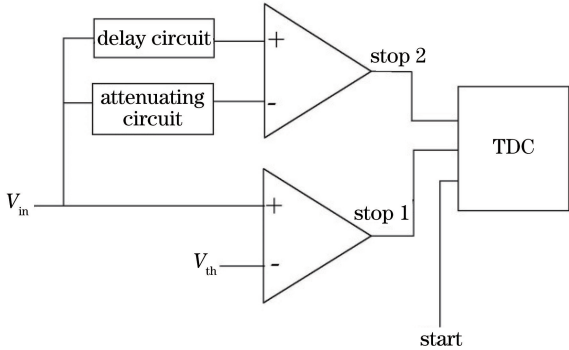 delay circuit
+
stop 2
attenuating
circuit
-
TDC
V_in
+
stop 1
V_th
-
start